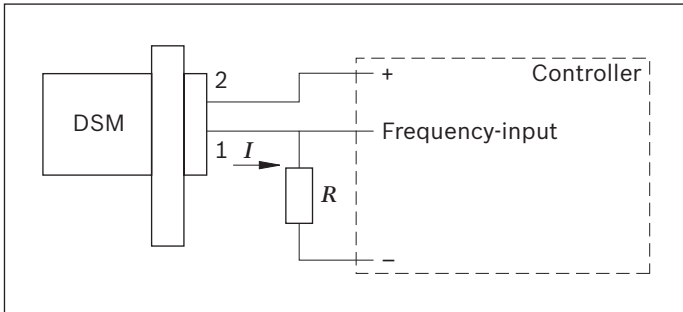 2
+
Controller
DSM
Frequency-input
1
I
R
–